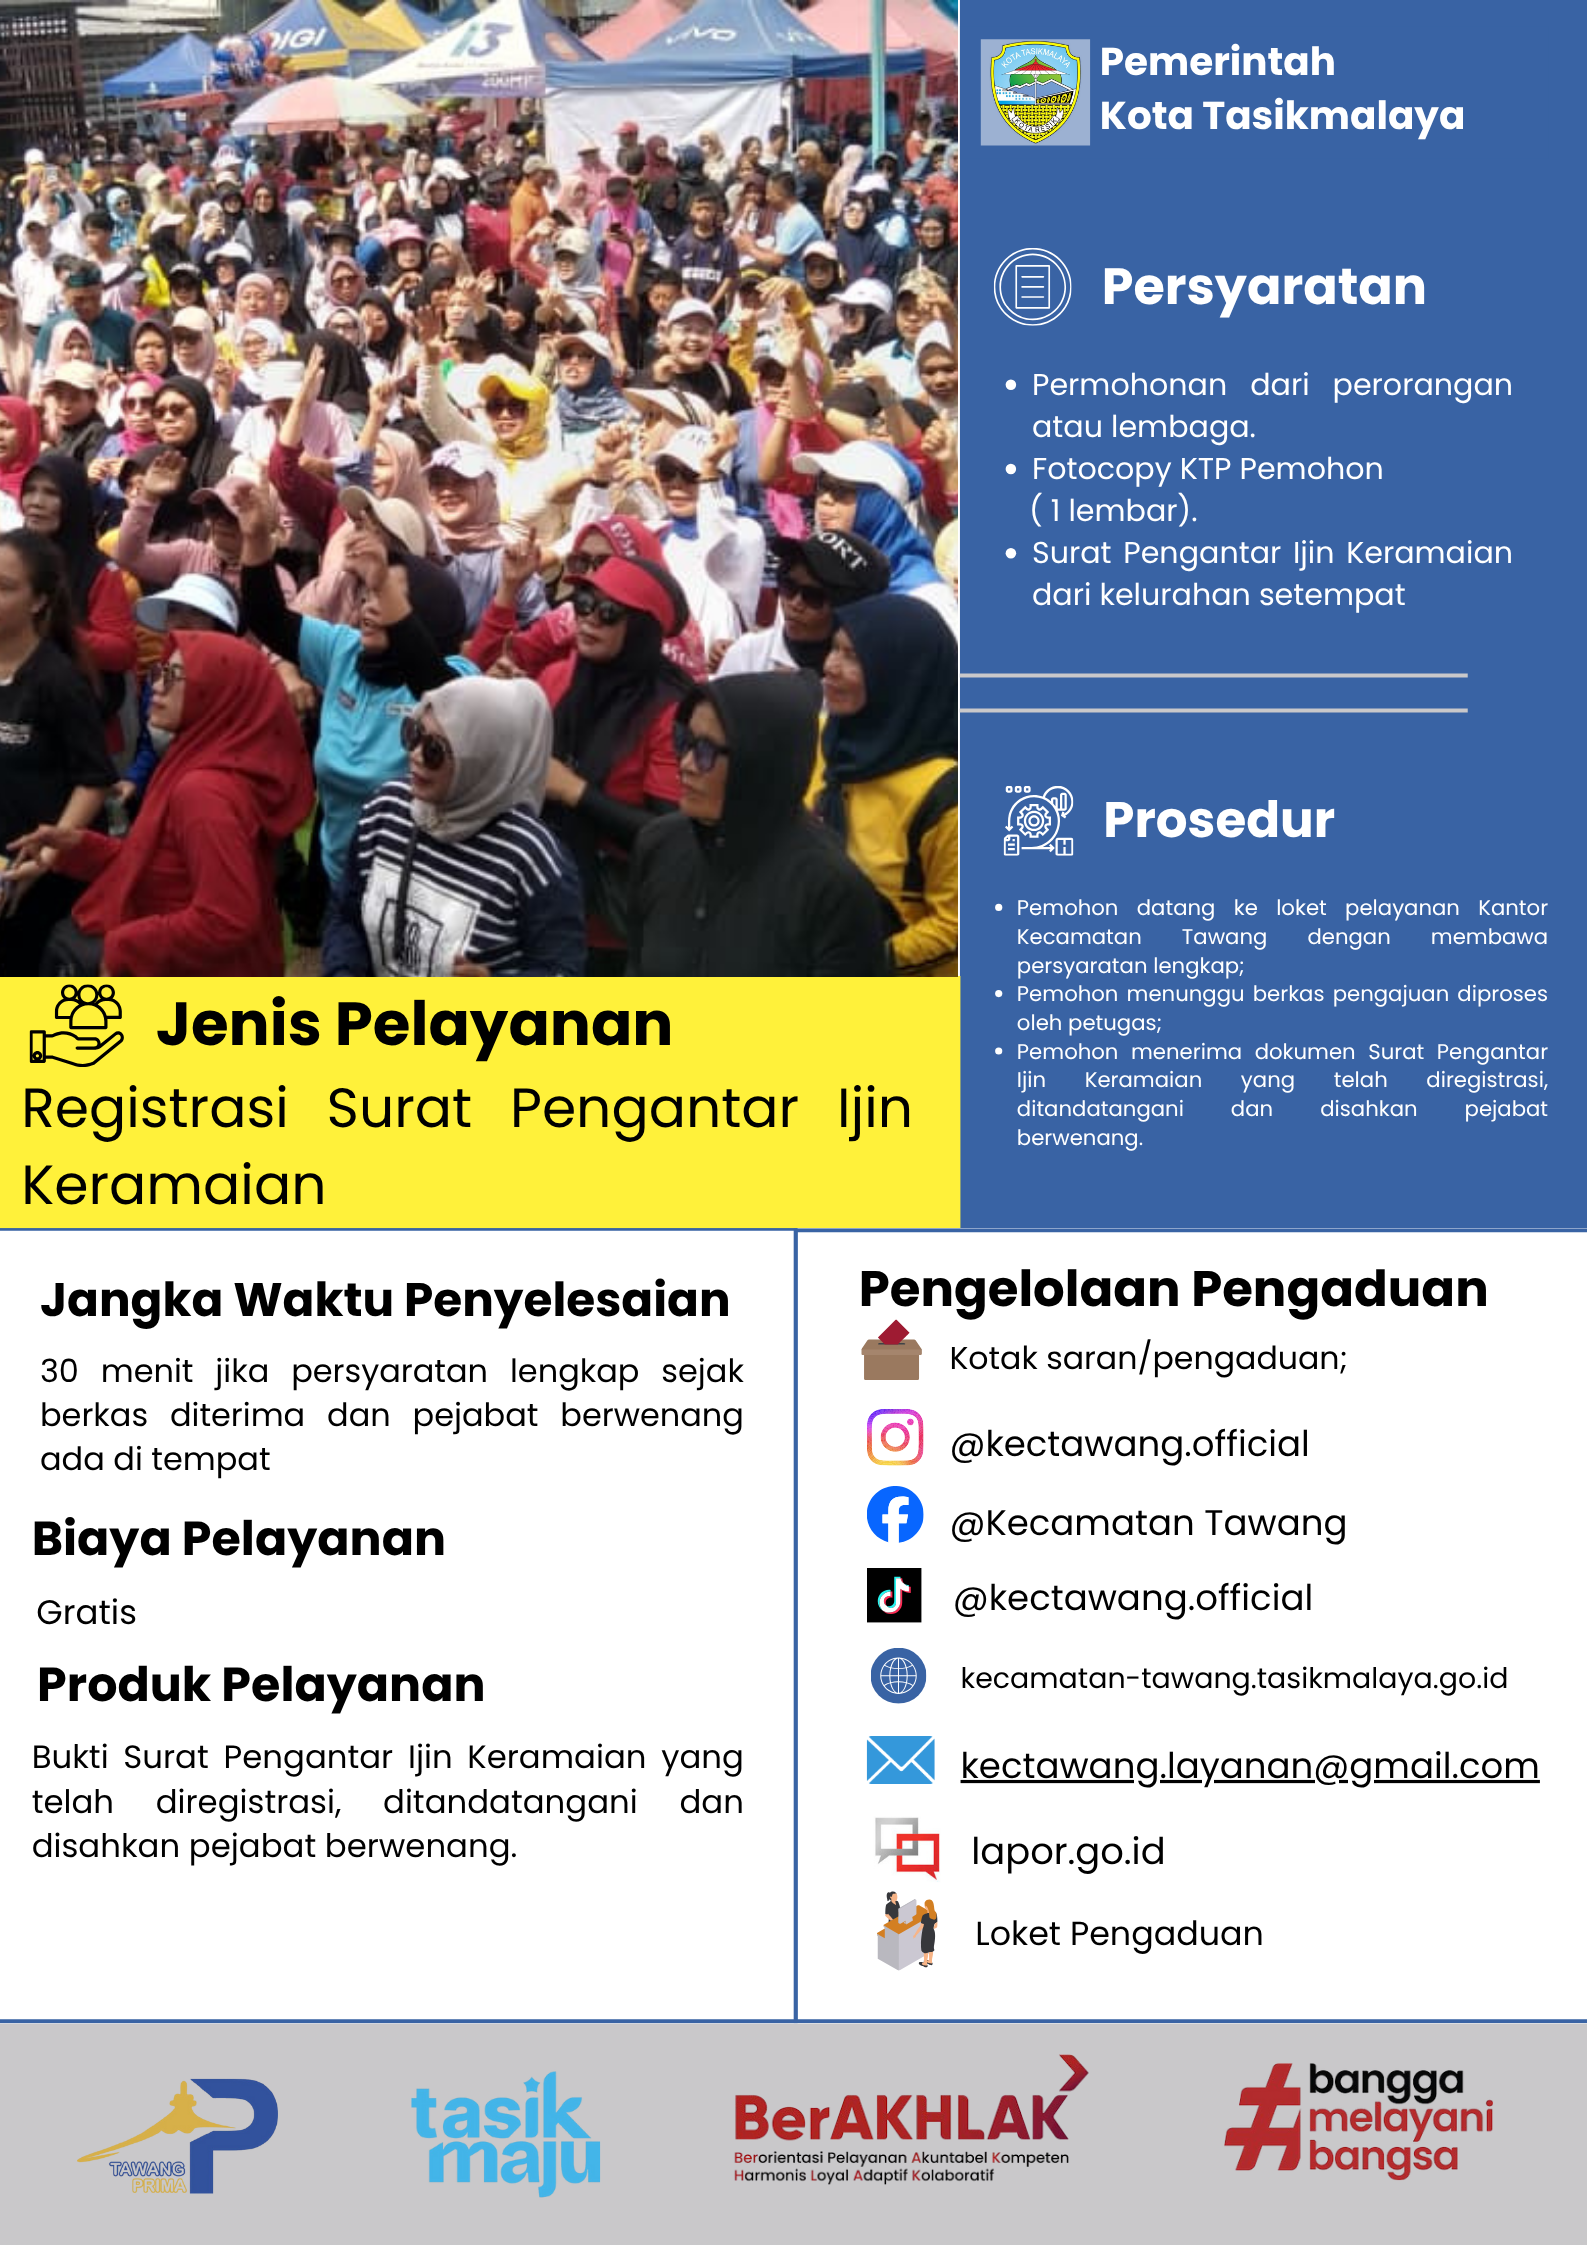 DIGI
i3
200MP
vivo
ORT
Pemerintah
Kota Tasikmalaya
KOTA TASIKMALAYA
Persyaratan
• Permohonan dari perorangan
atau lembaga.
• Fotocopy KTP Pemohon
( 1 lembar).
• Surat Pengantar Ijin Keramaian
dari kelurahan setempat
Prosedur
• Pemohon datang ke loket pelayanan Kantor
Kecamatan Tawang dengan membawa
persyaratan lengkap;
• Pemohon menunggu berkas pengajuan diproses
oleh petugas;
• Pemohon menerima dokumen Surat Pengantar
Ijin Keramaian yang telah diregistrasi,
ditandatangani dan disahkan pejabat
berwenang.
Jenis Pelayanan
Registrasi Surat Pengantar Ijin
Keramaian
Jangka Waktu Penyelesaian
30 menit jika persyaratan lengkap sejak
berkas diterima dan pejabat berwenang
ada di tempat
Biaya Pelayanan
Gratis
Produk Pelayanan
Bukti Surat Pengantar Ijin Keramaian yang
telah diregistrasi, ditandatangani dan
disahkan pejabat berwenang.
Pengelolaan Pengaduan
Kotak saran/pengaduan;
@kectawang.official
@Kecamatan Tawang
@kectawang.official
kecamatan-tawang.tasikmalaya.go.id
kectawang.layanan@gmail.com
lapor.go.id
Loket Pengaduan
TAWANG
PRIMA
tasik
maju
BerAKHLAK
Berorientasi Pelayanan Akuntabel Kompeten
Harmonis Loyal Adaptif Kolaboratif
#bangga
melayani
bangsa